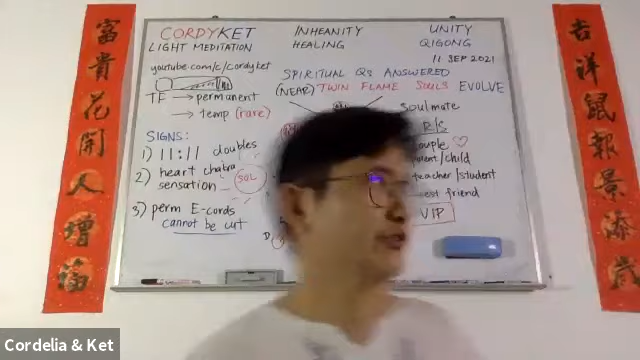 CORDYKET INHEANITY UNITY
LIGHT MEDITATION HEALING QIGONG
11 SEP 2021
youtube.com/c/cordyket
SPIRITUAL QS ANSWERED
(NEAR) TWIN FLAME SOULS EVOLVE
TF → permanent
→ temp (rare)
Soulmate
R/S
SIGNS:
1) 11:11 doubles
2) heart chakra
sensation
SOL
3) perm E-cords
cannot be cut
/child
teacher/student
friend
VIP
富貴花開人增福
吉祥鼠報景添歲
Cordelia & Ket